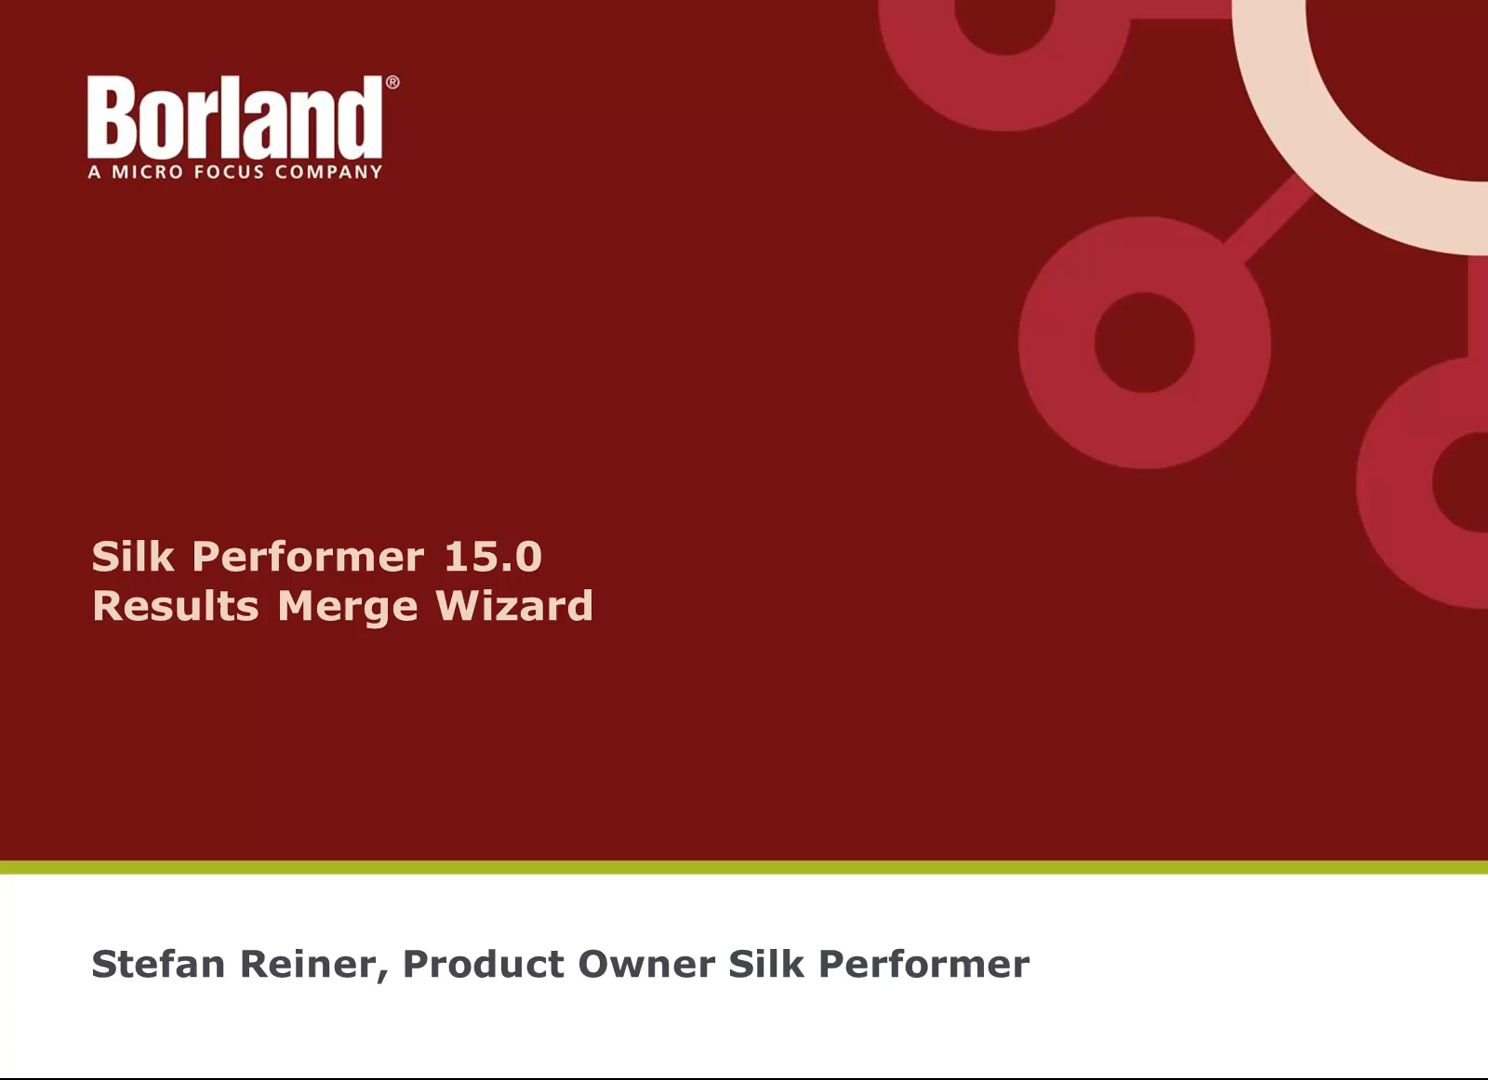 Borland®
A MICRO FOCUS COMPANY
Silk Performer 15.0
Results Merge Wizard
Stefan Reiner, Product Owner Silk Performer